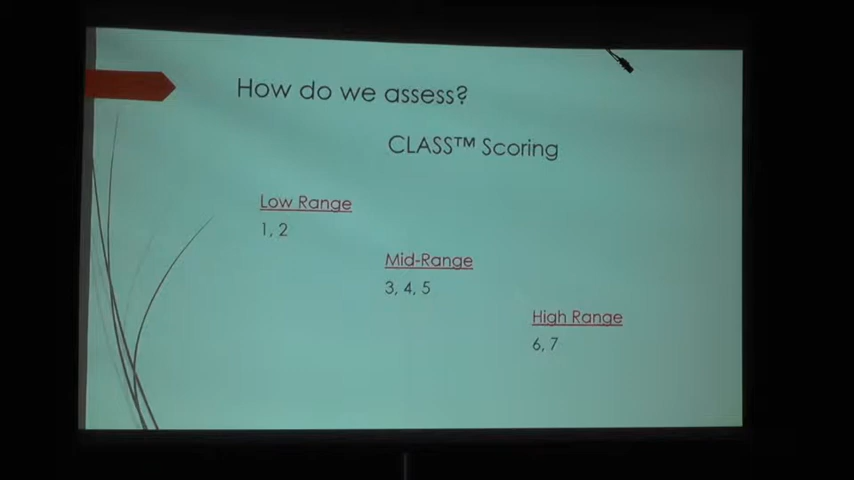 How do we assess?
CLASS™ Scoring
Low Range
1, 2
Mid-Range
3, 4, 5
High Range
6, 7